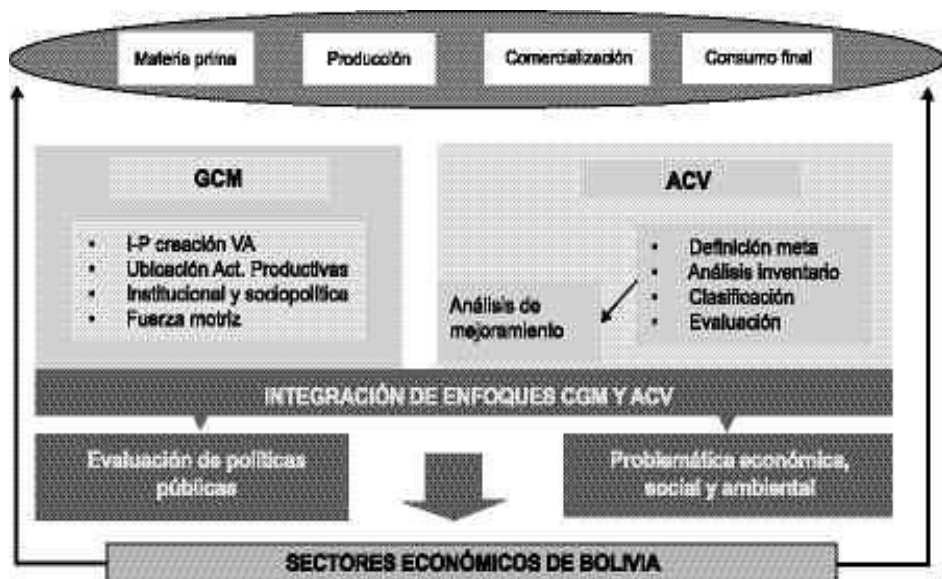 Materia prima
Producción
Comercialización
Consumo final
GCM
• I-P creación VA
• Ubicación Act. Productivas
• Institucional y sociopolítica
• Fuerza motriz
ACV
• Definición meta
• Análisis inventario
• Clasificación
• Evaluación
Análisis de
mejoramiento
INTEGRACIÓN DE ENFOQUES CGM Y ACV
Evaluación de políticas
públicas
Problemática económica,
social y ambiental
SECTORES ECONÓMICOS DE BOLIVIA